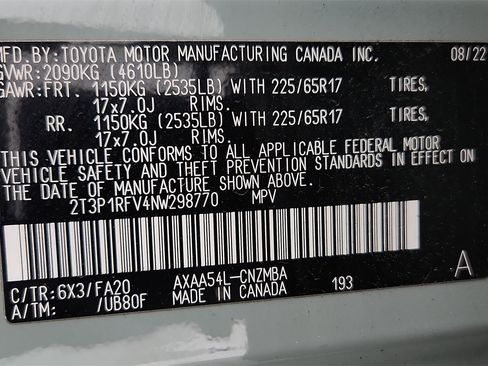 MFD.BY:TOYOTA MOTOR MANUFACTURING CANADA INC. 08/22
GVWR:2090KG (4610LB)
GAWR:FRT. 1150KG (2535LB) WITH 225/65R17 TIRES,
17x7.0J RIMS.
RR. 1150KG (2535LB) WITH 225/65R17 TIRES,
17x7.0J RIMS.
THIS VEHICLE CONFORMS TO ALL APPLICABLE FEDERAL MOTOR
VEHICLE SAFETY AND THEFT PREVENTION STANDARDS IN EFFECT ON
THE DATE OF MANUFACTURE SHOWN ABOVE.
2T3P1RFV4NW298770 MPV
C/TR:6X3/FA20 AXAA54L-CNZMBA 193 A
A/TM: /UB80F MADE IN CANADA